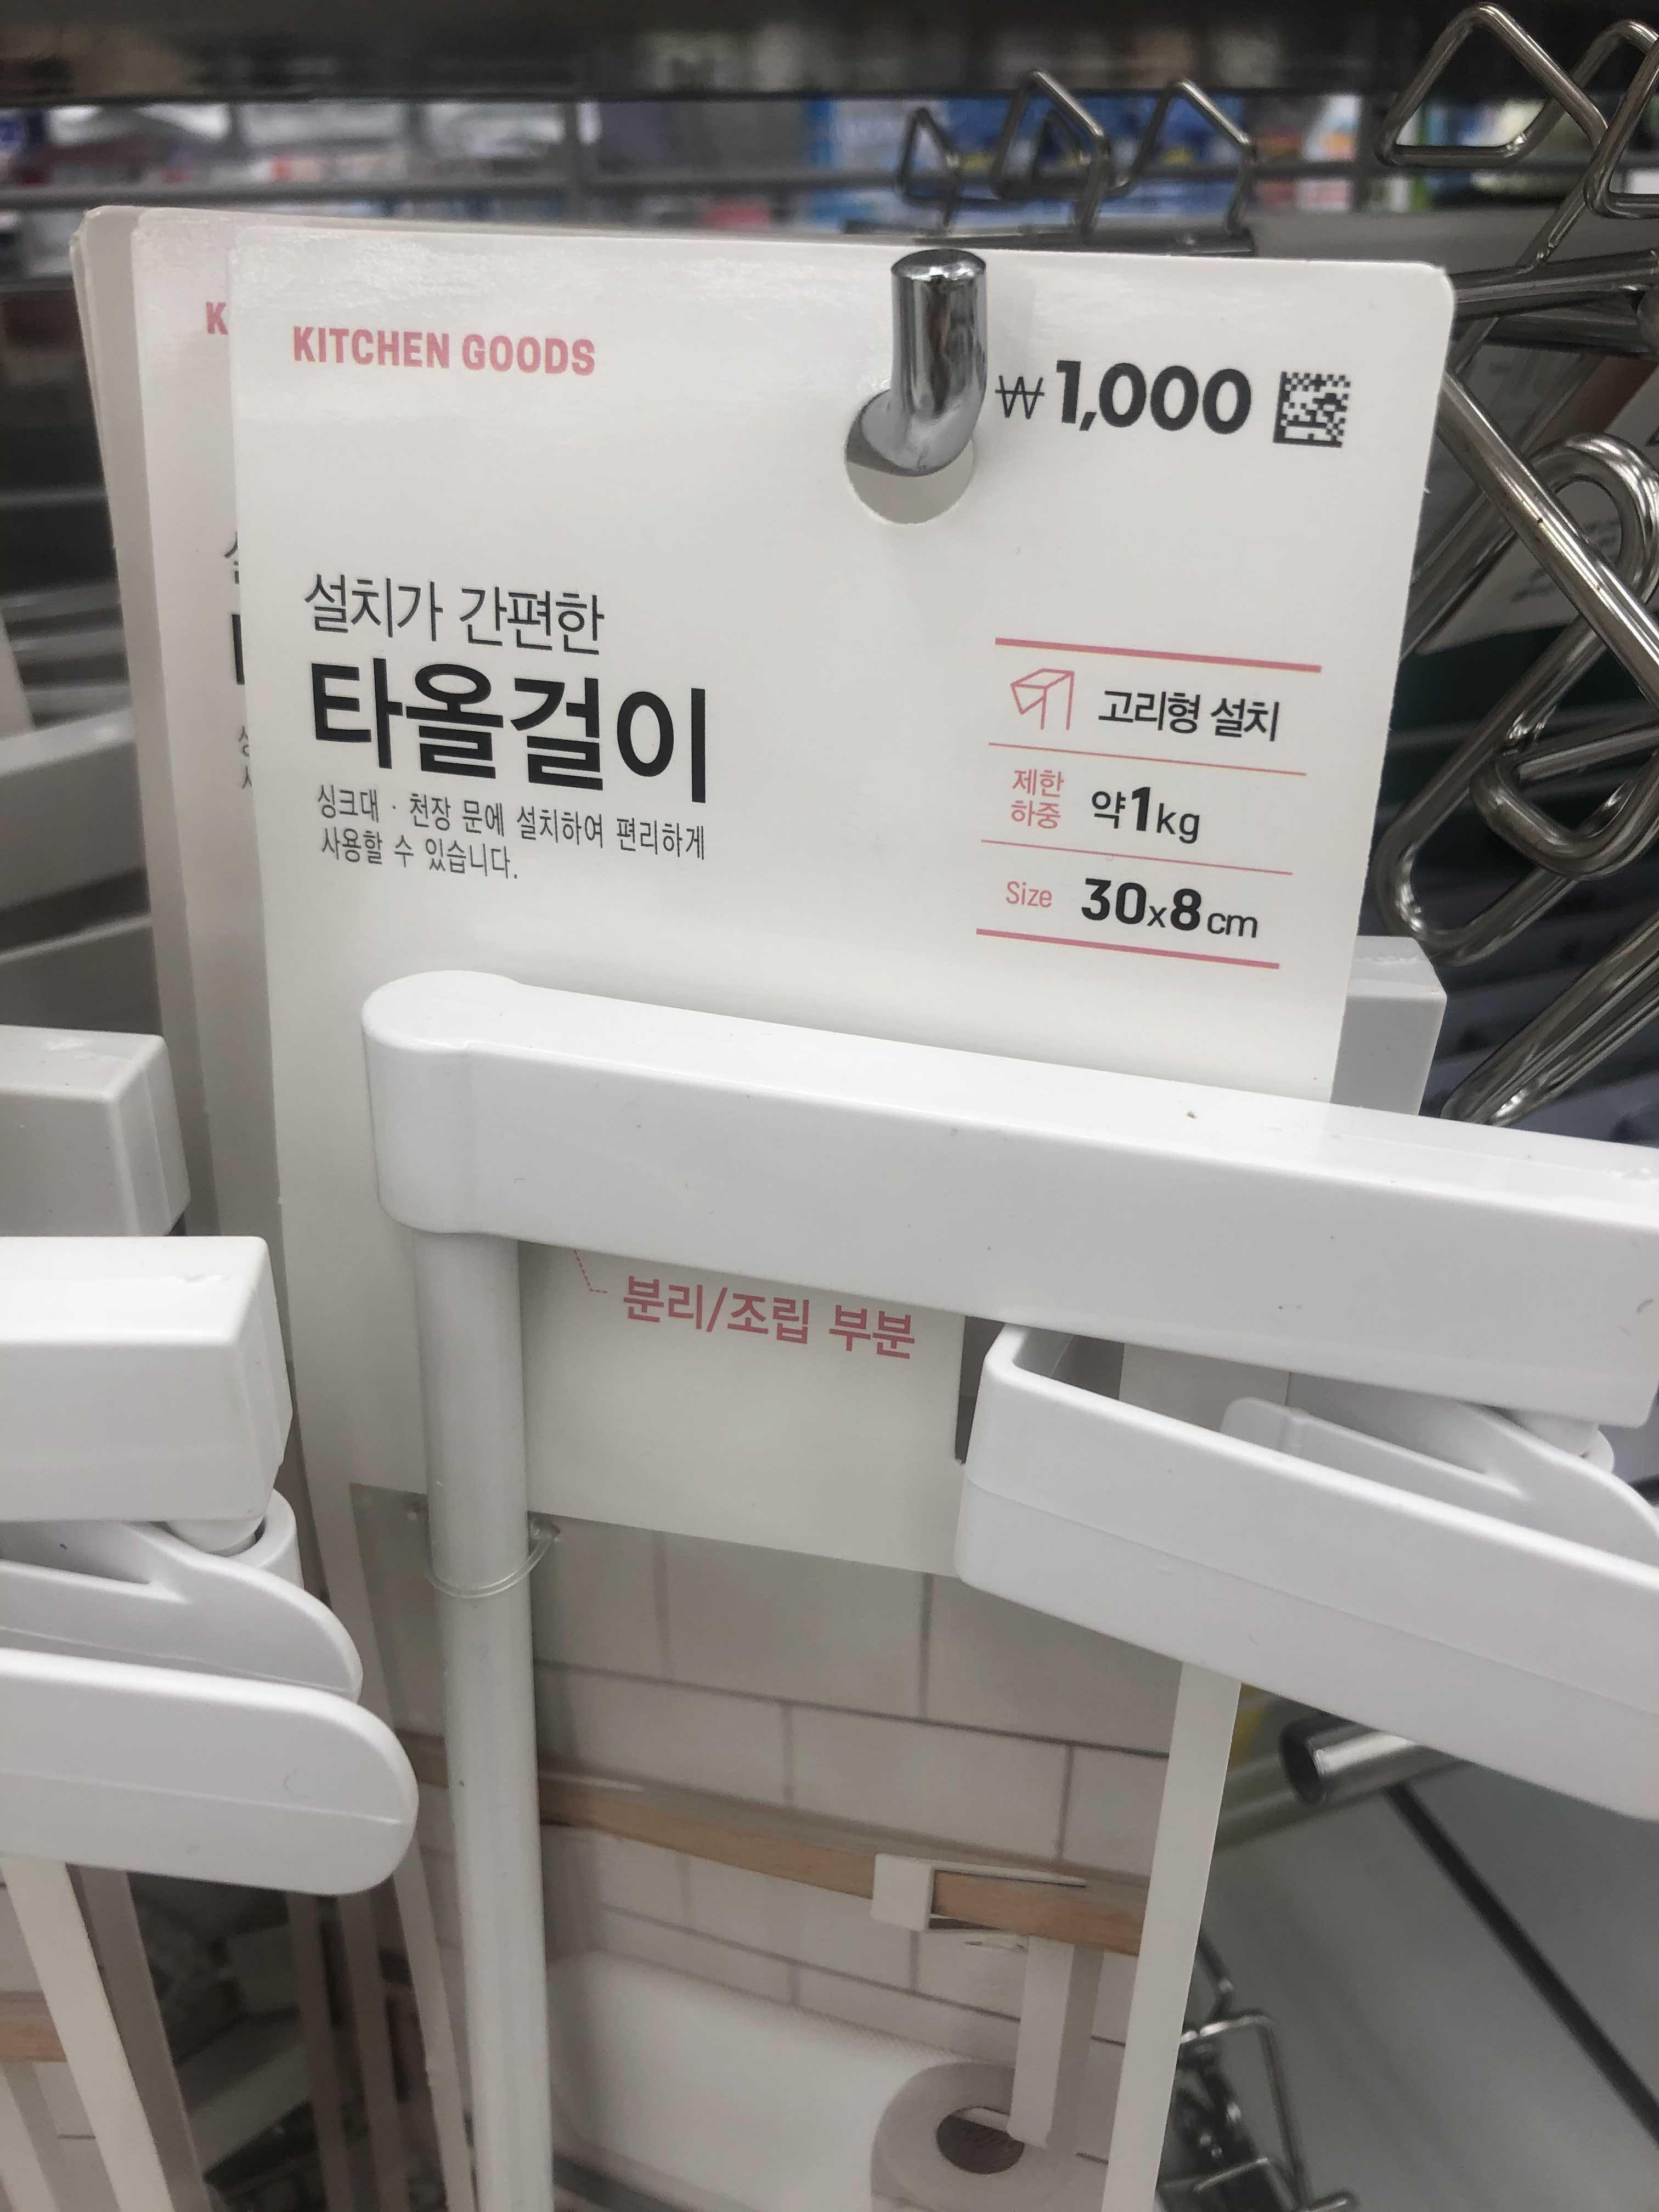 KITCHEN GOODS
₩1,000
설치가 간편한
타올걸이
싱크대 · 천장 문에 설치하여 편리하게
사용할 수 있습니다.
고리형 설치
제한
하중 약1kg
Size 30x8cm
분리/조립 부분
K